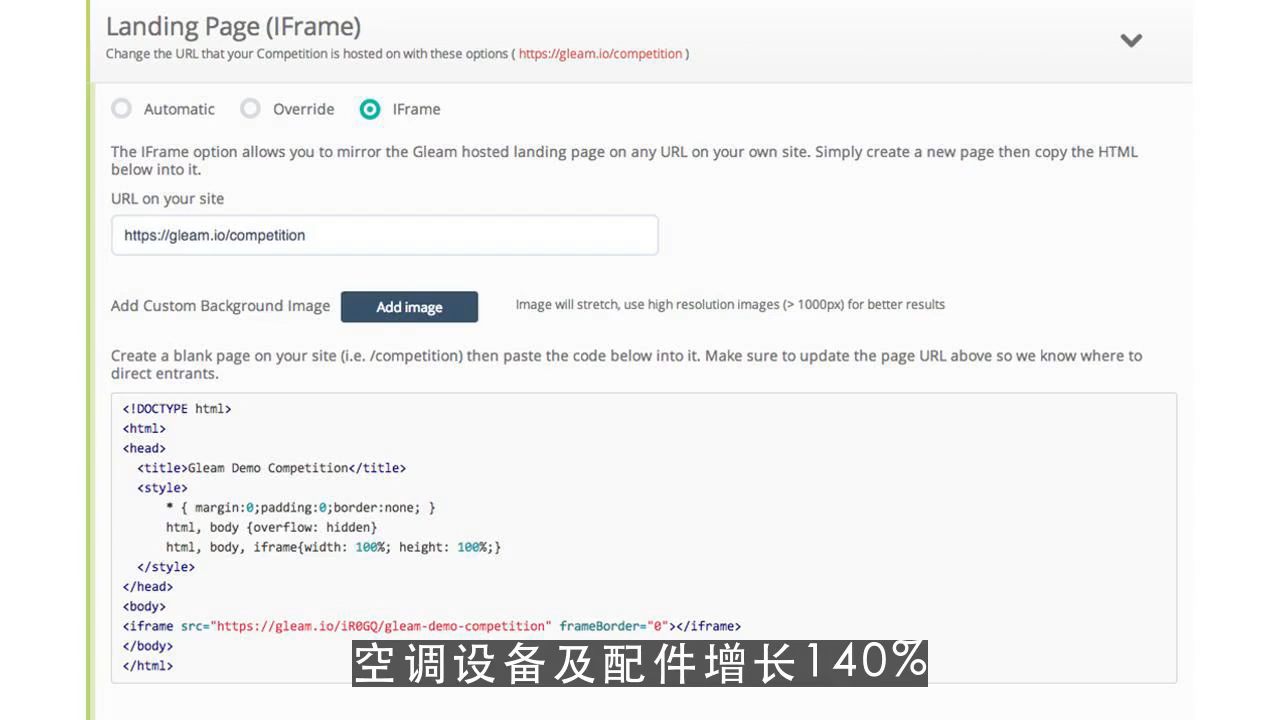 Landing Page (IFrame)
Change the URL that your Competition is hosted on with these options ( https://gleam.io/competition )
Automatic Override IFrame
The IFrame option allows you to mirror the Gleam hosted landing page on any URL on your own site. Simply create a new page then copy the HTML
below into it.
URL on your site
https://gleam.io/competition
Add Custom Background Image Add image Image will stretch, use high resolution images (> 1000px) for better results
Create a blank page on your site (i.e. /competition) then paste the code below into it. Make sure to update the page URL above so we know where to
direct entrants.
<!DOCTYPE html>
<html>
<head>
<title>Gleam Demo Competition</title>
<style>
* { margin:0;padding:0;border:none; }
html, body {overflow: hidden}
html, body, iframe{width: 100%; height: 100%;}
</style>
</head>
<body>
<iframe src="https://gleam.io/iR0GQ/gleam-demo-competition" frameBorder="0"></iframe>
</body>
</html>
空调设备及配件增长140%